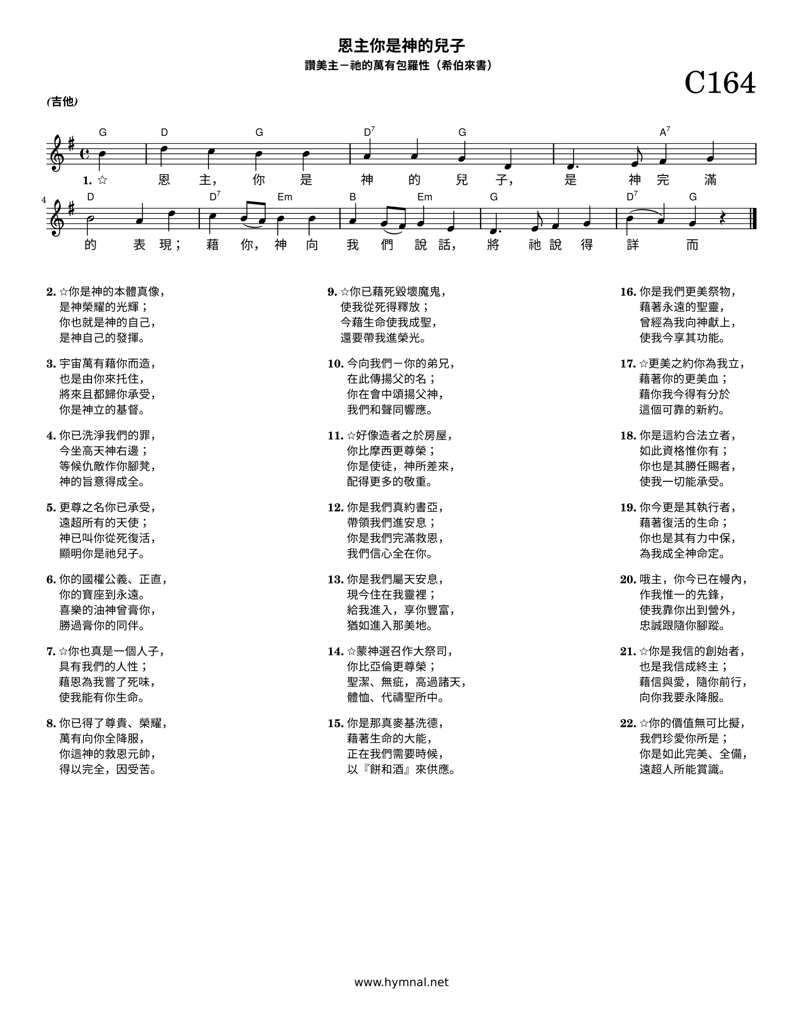 恩主你是神的兒子
讚美主－祂的萬有包羅性（希伯來書）
C164
(吉他)
G D G D7 G A7
1. ☆ 恩 主， 你 是 神 的 兒 子， 是 神 完 滿
4
D D7 Em B Em G D7 G
的 表 現； 藉 你， 神 向 我 們 說 話， 將 祂 說 得 詳 而
2. ☆你是神的本體真像，
是神榮耀的光輝；
你也就是神的自己，
是神自己的發揮。
3. 宇宙萬有藉你而造，
也是由你來托住，
將來且都歸你承受，
你是神立的基督。
4. 你已洗淨我們的罪，
今坐高天神右邊；
等候仇敵作你腳凳，
神的旨意得成全。
5. 更尊之名你已承受，
遠超所有的天使；
神已叫你從死復活，
顯明你是祂兒子。
6. 你的國權公義、正直，
你的寶座到永遠。
喜樂的油神曾膏你，
勝過膏你的同伴。
7. ☆你也真是一個人子，
具有我們的人性；
藉恩為我嘗了死味，
使我能有你生命。
8. 你已得了尊貴、榮耀，
萬有向你全降服，
你這神的救恩元帥，
得以完全，因受苦。
9. ☆你已藉死毀壞魔鬼，
使我從死得釋放；
今藉生命使我成聖，
還要帶我進榮光。
10. 今向我們－你的弟兄，
在此傳揚父的名；
你在會中頌揚父神，
我們和聲同響應。
11. ☆好像造者之於房屋，
你比摩西更尊榮；
你是使徒，神所差來，
配得更多的敬重。
12. 你是我們真約書亞，
帶領我們進安息；
你是我們完滿救恩，
我們信心全在你。
13. 你是我們屬天安息，
現今住在我靈裡；
給我進入，享你豐富，
猶如進入那美地。
14. ☆蒙神選召作大祭司，
你比亞倫更尊榮；
聖潔、無疵，高過諸天，
體恤、代禱聖所中。
15. 你是那真麥基洗德，
藉著生命的大能，
正在我們需要時候，
以『餅和酒』來供應。
16. 你是我們更美祭物，
藉著永遠的聖靈，
曾經為我向神獻上，
使我今享其功能。
17. ☆更美之約你為我立，
藉著你的更美血；
藉你我今得有分於
這個可靠的新約。
18. 你是這約合法立者，
如此資格惟你有；
你也是其勝任賜者，
使我一切能承受。
19. 你今更是其執行者，
藉著復活的生命；
你也是其有力中保，
為我成全神命定。
20. 哦主，你今已在幔內，
作我惟一的先鋒，
使我靠你出到營外，
忠誠跟隨你腳蹤。
21. ☆你是我信的創始者，
也是我信成終主；
藉信與愛，隨你前行，
向你我要永降服。
22. ☆你的價值無可比擬，
我們珍愛你所是；
你是如此完美、全備，
遠超人所能賞識。
www.hymnal.net